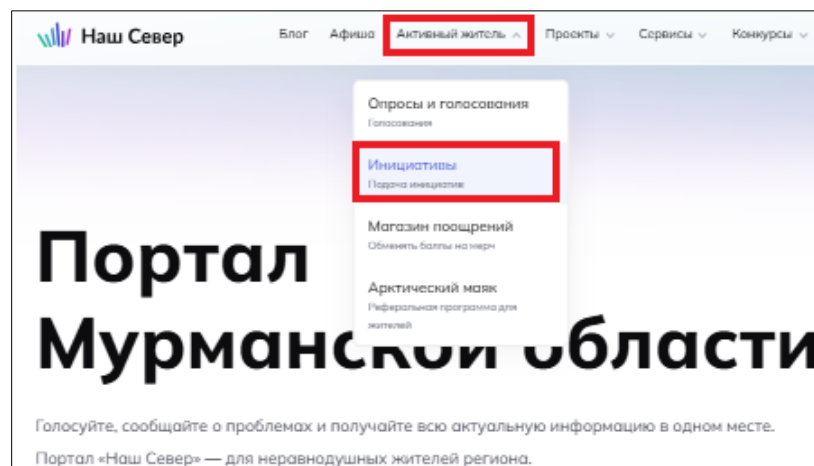 Наш Север
Блог Афиша Активный житель Проекты Сервисы Конкурсы
Опросы и голосования
Голосования
Инициативы
Подача инициатив
Магазин поощрений
Обменять баллы на мерч
Арктический маяк
Реферальная программа для
жителей
Портал
Мурманской области
Голосуйте, сообщайте о проблемах и получайте всю актуальную информацию в одном месте.
Портал «Наш Север» — для неравнодушных жителей региона.